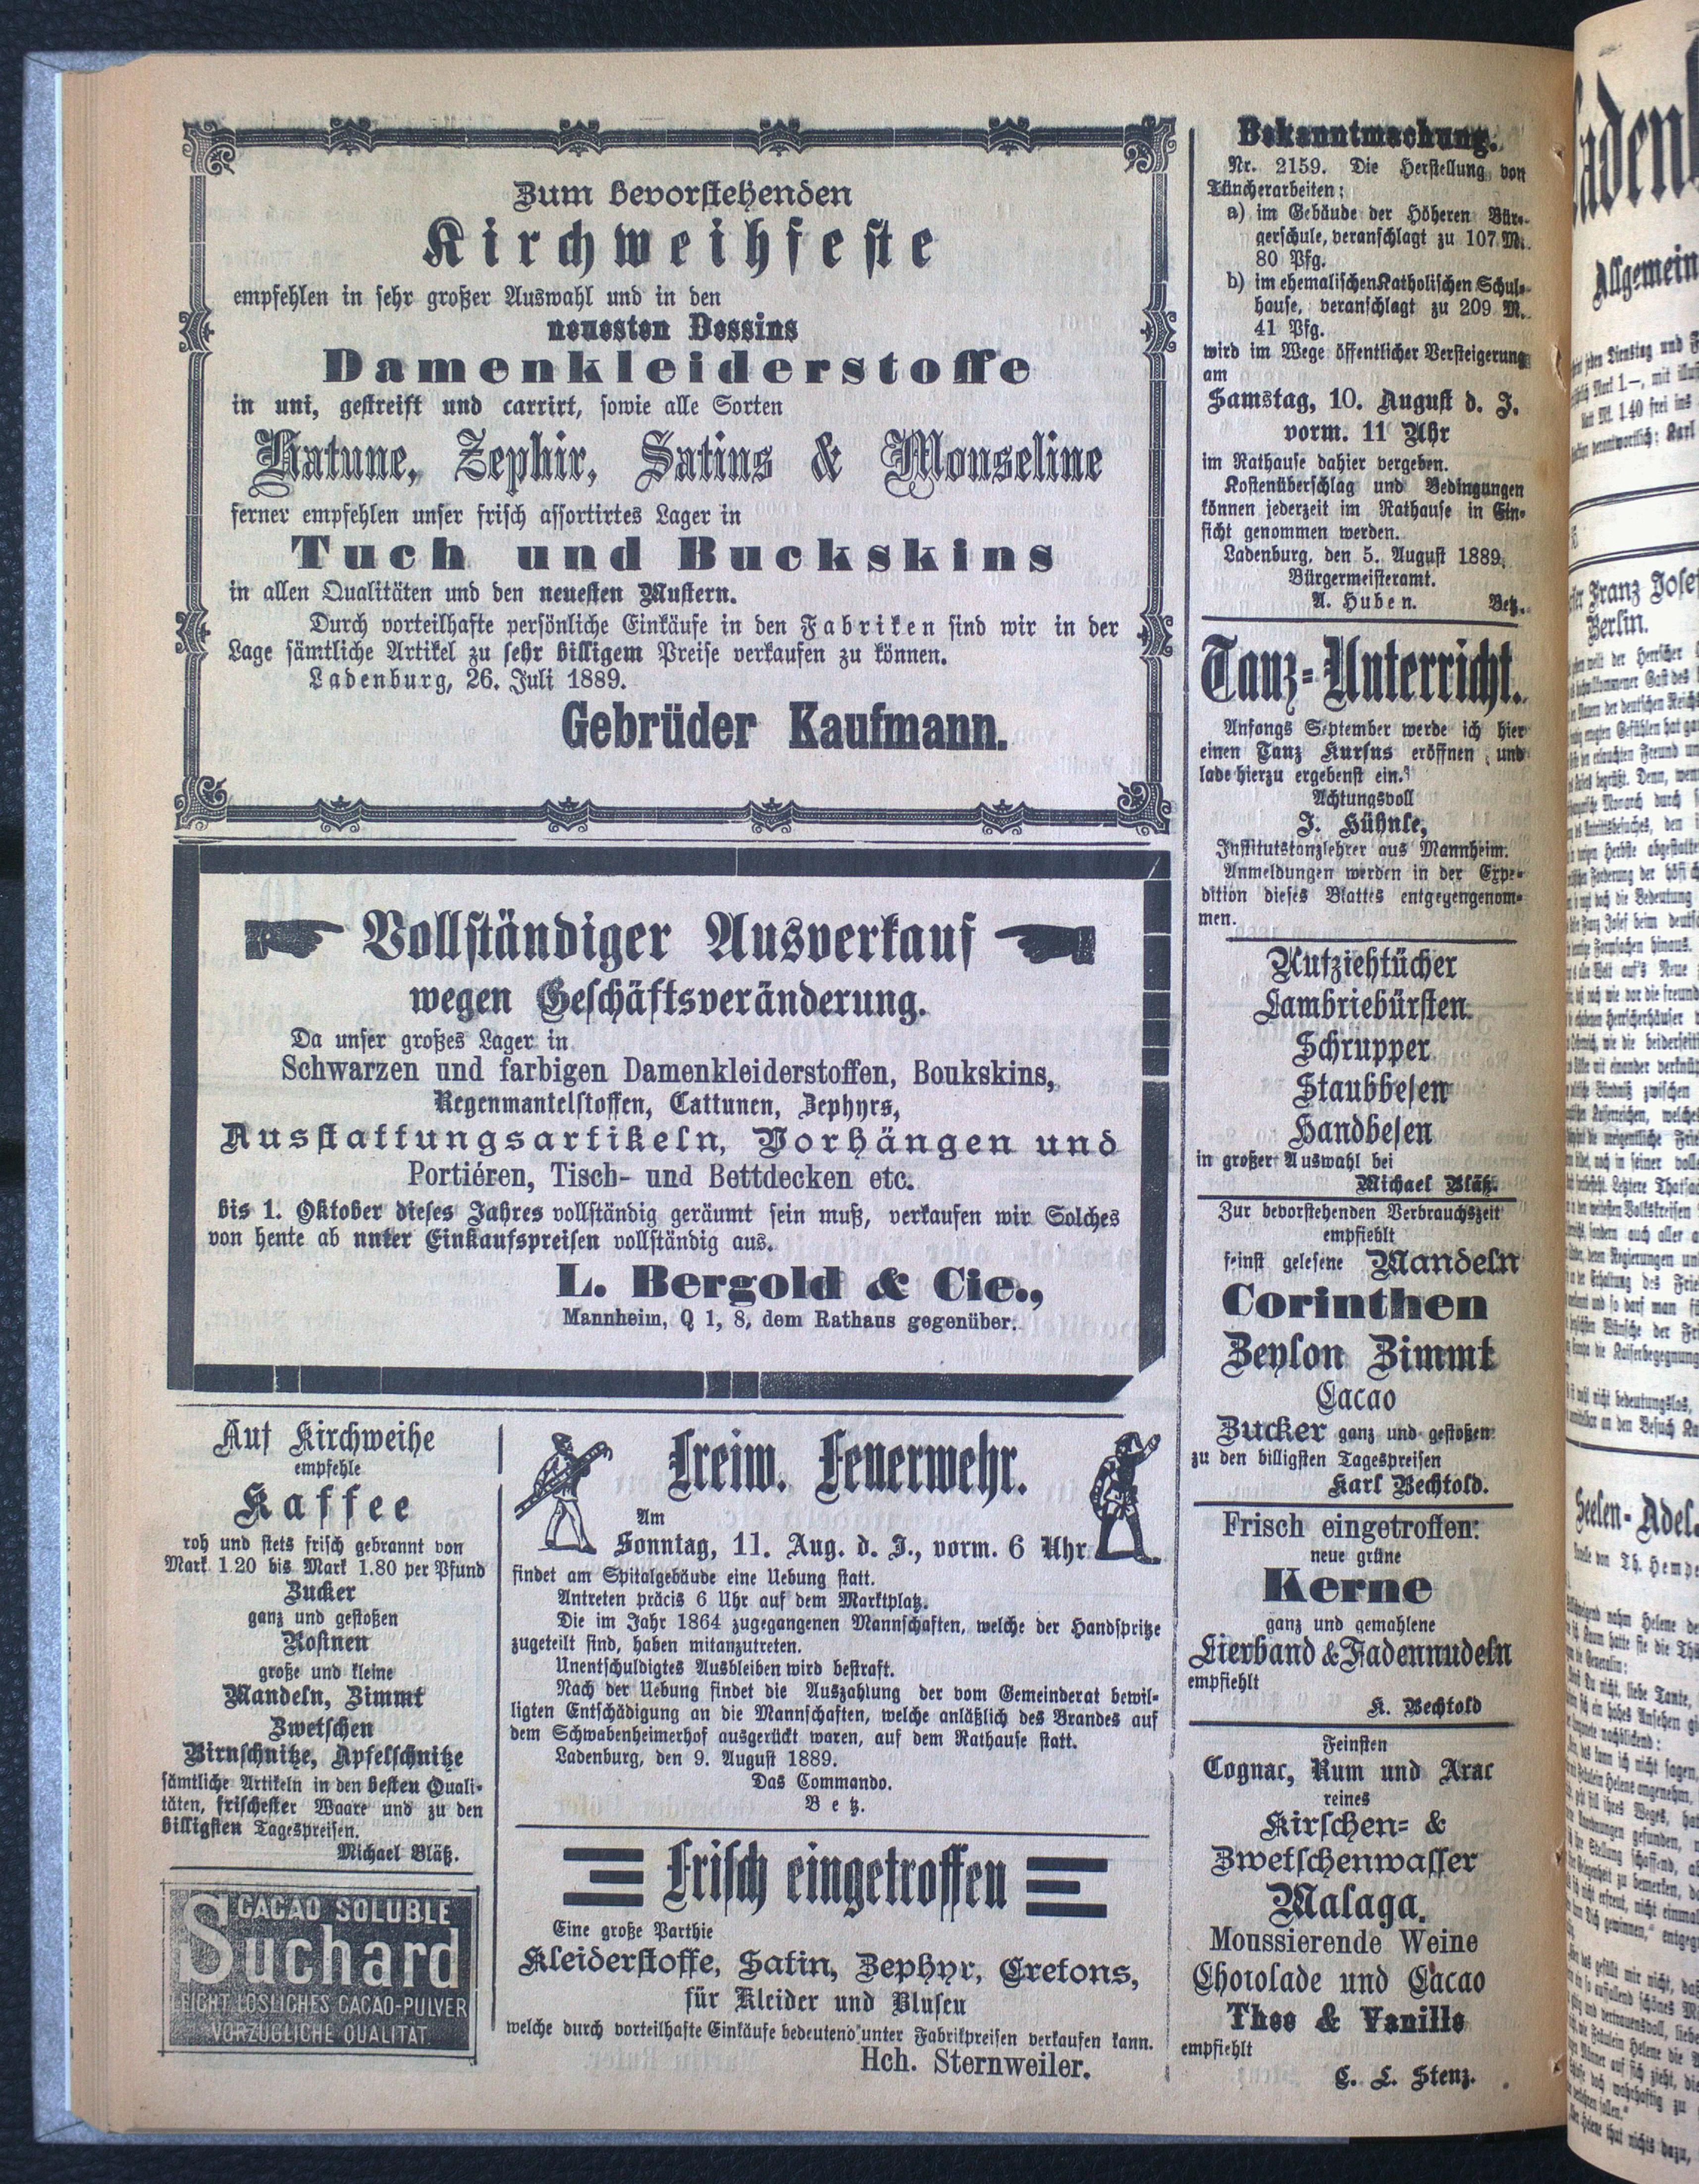 Zum bevorstehenden
Kirchweihfeste
empfehlen in sehr großer Auswahl und in den
neuesten Dessins
Damenkleiderstoffe
in uni, gestreift und carrirt, sowie alle Sorten
Katune, Zephir, Satins & Mouseline
ferner empfehlen unser frisch assortirtes Lager in
Tuch und Buckskins
in allen Qualitäten und den neuesten Mustern.
Durch vorteilhafte persönliche Einkäufe in den Fabriken sind wir in der
Lage sämtliche Artikel zu sehr billigem Preise verkaufen zu können.
Ladenburg, 26. Juli 1889.
Gebrüder Kaufmann.
Vollständiger Ausverkauf
wegen Geschäftsveränderung.
Da unser großes Lager in
Schwarzen und farbigen Damenkleiderstoffen, Boukskins,
Regenmantelstoffen, Cattunen, Zephyrs,
Ausstattungsartikeln, Vorhängen und
Portiéren, Tisch- und Bettdecken etc.
bis 1. Oktober dieses Jahres vollständig geräumt sein muß, verkaufen wir Solches
von hente ab unter Einkaufspreisen vollständig aus.
L. Bergold & Cie.,
Mannheim, Q 1, 8, dem Rathaus gegenüber.
Auf Kirchweihe
empfehle
Kaffee
roh und stets frisch gebrannt von
Mark 1.20 bis Mark 1.80 per Pfund
Zucker
ganz und gestoßen
Rosinen
große und kleine
Mandeln, Zimmt
Zwetschen
Birnschnitze, Apfelschnitze
sämtliche Artikeln in den besten Quali-
täten, frischester Waare und zu den
billigsten Tagespreisen.
Michael Bläß.
CACAO SOLUBLE
Suchard
LEICHT LÖSLICHES CACAO-PULVER
VORZÜGLICHE QUALITÄT.
Freiw. Feuerwehr.
Am
Sonntag, 11. Aug. d. J., vorm. 6 Uhr
findet am Spitalgebäude eine Uebung statt.
Antreten präcis 6 Uhr auf dem Marktplatz.
Die im Jahr 1864 zugegangenen Mannschaften, welche der Handspritze
zugeteilt sind, haben mitanzutreten.
Unentschuldigtes Ausbleiben wird bestraft.
Nach der Uebung findet die Auszahlung der vom Gemeinderat bewil-
ligten Entschädigung an die Mannschaften, welche anläßlich des Brandes auf
dem Schwabenheimerhof ausgerückt waren, auf dem Rathause statt.
Ladenburg, den 9. August 1889.
Das Commando.
Betz.
Frisch eingetroffen
Eine große Parthie
Kleiderstoffe, Satin, Zephyr, Cretons,
für Kleider und Blusen
welche durch vorteilhafte Einkäufe bedeutend unter Fabrikpreisen verkaufen kann.
Hch. Sternweiler.
Bekanntmachung.
Nr. 2159. Die Herstellung von
Tüncherarbeiten:
a) im Gebäude der Höheren Bür-
gerschule, veranschlagt zu 107 M.
80 Pfg.
b) im ehemalischen Katholischen Schul-
hause, veranschlagt zu 209 M.
41 Pfg.
wird im Wege öffentlicher Versteigerung
am
Samstag, 10. August d. J.
vorm. 11 Uhr
im Rathause dahier vergeben.
Kostenüberschlag und Bedingungen
können jederzeit im Rathause in Ein-
sicht genommen werden.
Ladenburg, den 5. August 1889.
Bürgermeisteramt.
A. Huben. Betz.
Tanz-Unterricht.
Anfangs September werde ich hier
einen Tanz Kursus eröffnen und
lade hierzu ergebenst ein.
Achtungsvoll
J. Hühnle,
Institutstanzlehrer aus Mannheim.
Anmeldungen werden in der Expe-
dition dieses Blattes entgegengenom-
men.
Aufziehtücher
Lambriebürsten
Schrupper
Staubbesen
Handbesen
in großer Auswahl bei
Michael Bläß.
Zur bevorstehenden Verbrauchszeit
empfiehlt
feinst gelesene Mandeln
Corinthen
Zeylon Zimmt
Cacao
Zucker ganz und gestoßen
zu den billigsten Tagespreisen
Karl Bechtold.
Frisch eingetroffen:
neue grüne
Kerne
ganz und gemahlene
Eierband & Fadennudeln
empfiehlt
K. Bechtold
Feinsten
Cognac, Rum und Arac
reines
Kirschen- &
Zwetschenwasser
Malaga.
Moussierende Weine
Chocolade und Cacao
Thee & Vanille
empfiehlt
C. L. Stenz.
Allgemein
Franz Josef
Berlin.
Seelen-Adel.